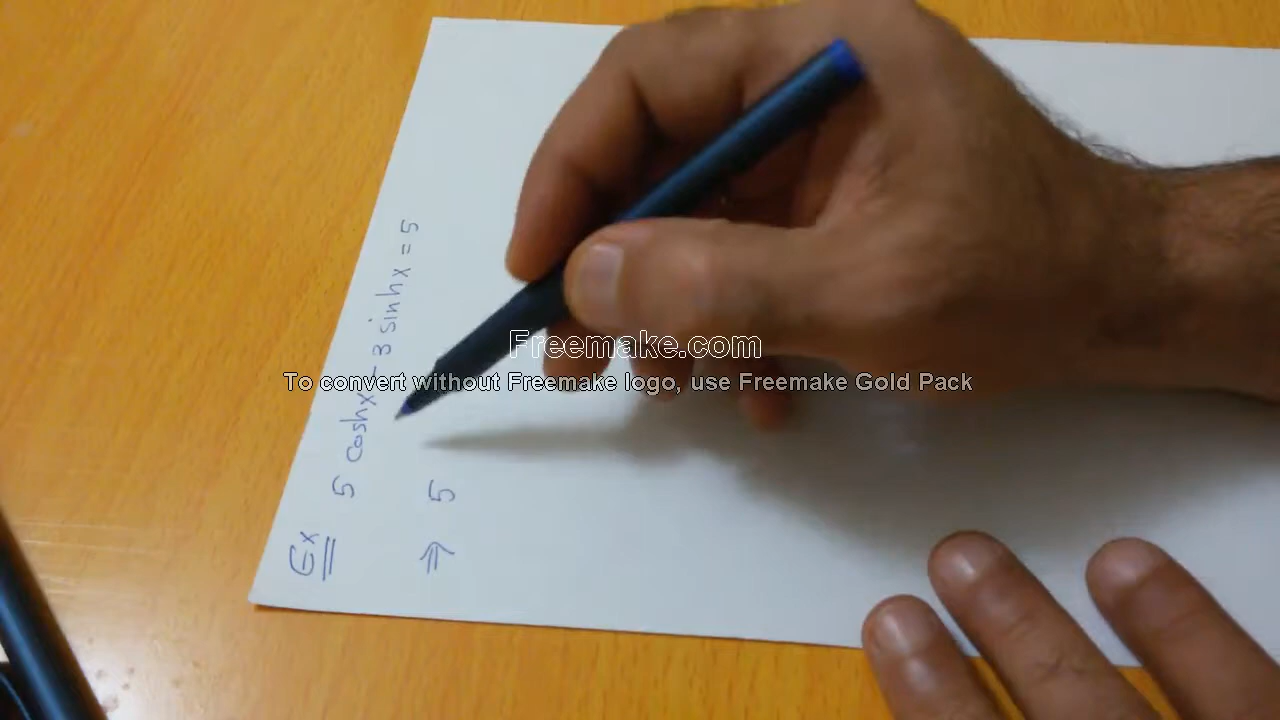 Ex 5 coshx - 3 sinhx = 5
⇒ 5
Freemake.com
To convert without Freemake logo, use Freemake Gold Pack